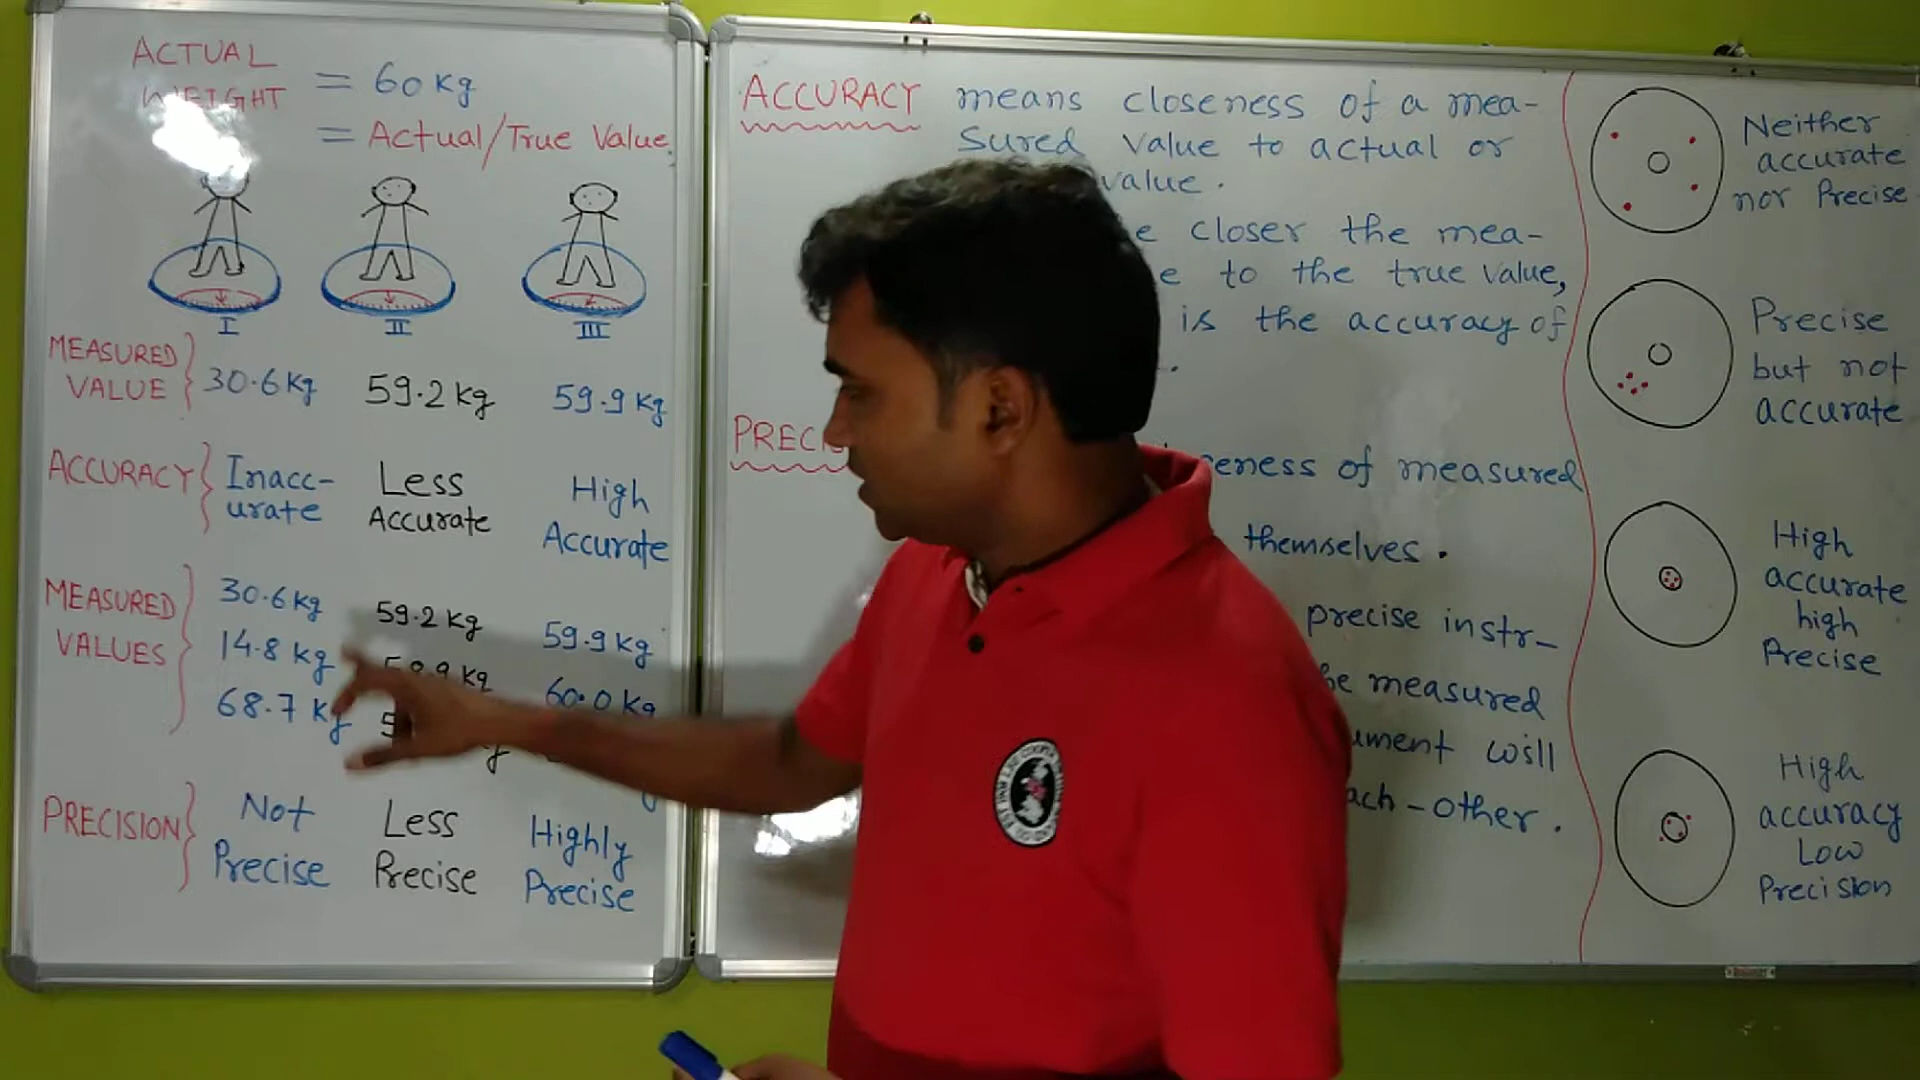 ACTUAL
WEIGHT = 60 Kg
= Actual/True Value.
I II III
MEASURED
VALUE 30.6 Kg 59.2 Kg 59.9 Kg
ACCURACY Inacc-
urate
Less
Accurate
High
Accurate
MEASURED
VALUES
30.6 Kg
14.8 Kg
68.7 Kg
59.2 Kg
Kg
59.9 Kg
60.0 Kg
PRECISION
Not
Precise
Less
Precise
Highly
Precise
ACCURACY means closeness of a mea-
sured value to actual or
value.
closer the mea-
to the true value,
is the accuracy of
of measured
themselves.
precise instr-
measured
will
-other.
Neither
accurate
nor Precise
Precise
but not
accurate
High
accurate
high
Precise
High
accuracy
Low
Precision